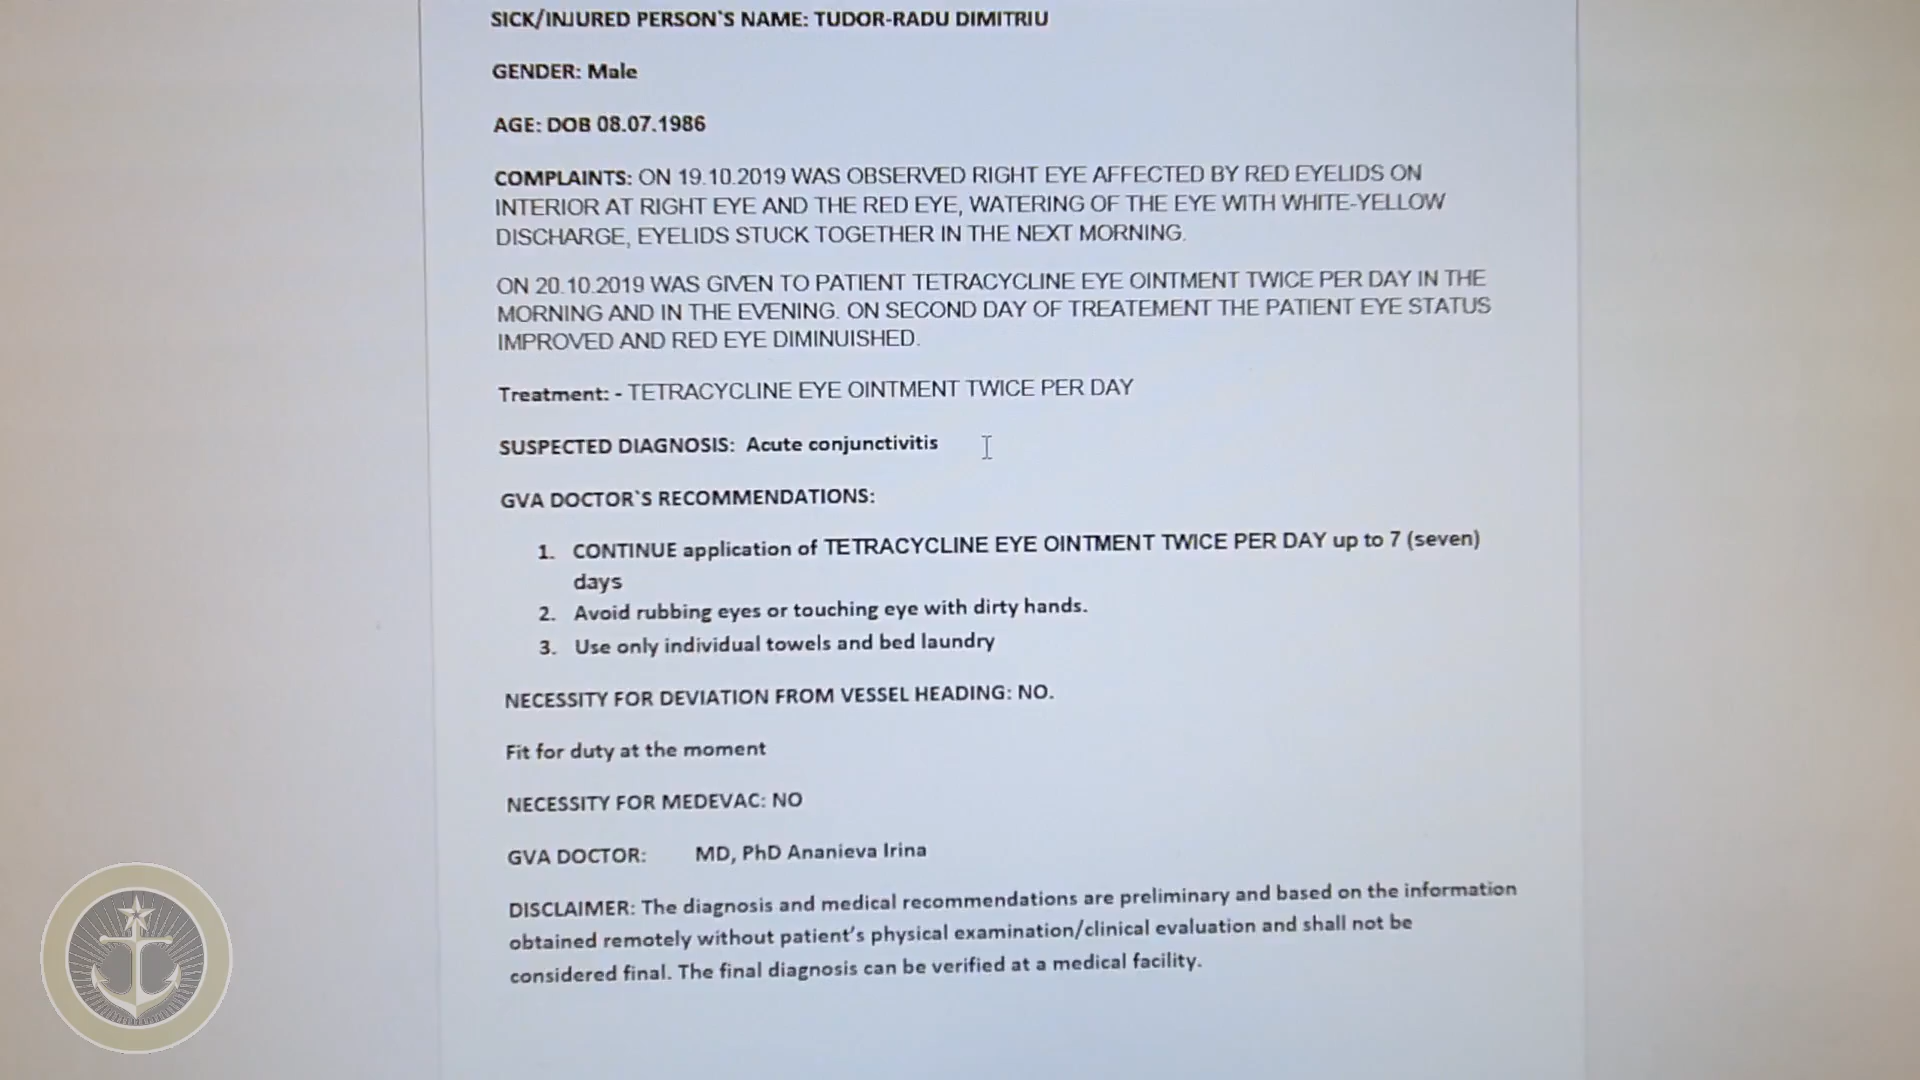 SICK/INJURED PERSON`S NAME: TUDOR-RADU DIMITRIU
GENDER: Male
AGE: DOB 08.07.1986
COMPLAINTS: ON 19.10.2019 WAS OBSERVED RIGHT EYE AFFECTED BY RED EYELIDS ON
INTERIOR AT RIGHT EYE AND THE RED EYE, WATERING OF THE EYE WITH WHITE-YELLOW
DISCHARGE, EYELIDS STUCK TOGETHER IN THE NEXT MORNING.
ON 20.10.2019 WAS GIVEN TO PATIENT TETRACYCLINE EYE OINTMENT TWICE PER DAY IN THE
MORNING AND IN THE EVENING. ON SECOND DAY OF TREATEMENT THE PATIENT EYE STATUS
IMPROVED AND RED EYE DIMINUISHED.
Treatment: - TETRACYCLINE EYE OINTMENT TWICE PER DAY
SUSPECTED DIAGNOSIS: Acute conjunctivitis
GVA DOCTOR`S RECOMMENDATIONS:
1. CONTINUE application of TETRACYCLINE EYE OINTMENT TWICE PER DAY up to 7 (seven)
days
2. Avoid rubbing eyes or touching eye with dirty hands.
3. Use only individual towels and bed laundry
NECESSITY FOR DEVIATION FROM VESSEL HEADING: NO.
Fit for duty at the moment
NECESSITY FOR MEDEVAC: NO
GVA DOCTOR: MD, PhD Ananieva Irina
DISCLAIMER: The diagnosis and medical recommendations are preliminary and based on the information
obtained remotely without patient's physical examination/clinical evaluation and shall not be
considered final. The final diagnosis can be verified at a medical facility.